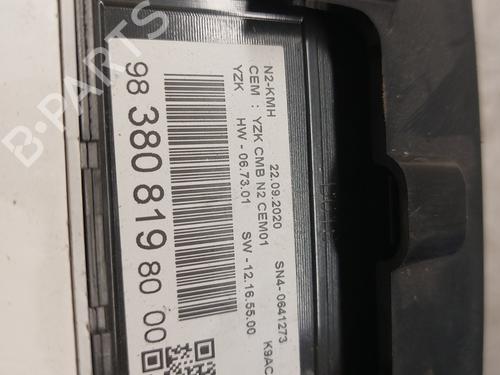 N2-KMH
CEM : YZK CMB N2 CEM01
YZK
22.09.2020 SN4-0641273
HW - 06.73.01 SW - 12.16.55.00
K9AC
98 380 819 80 00
B-PARTS